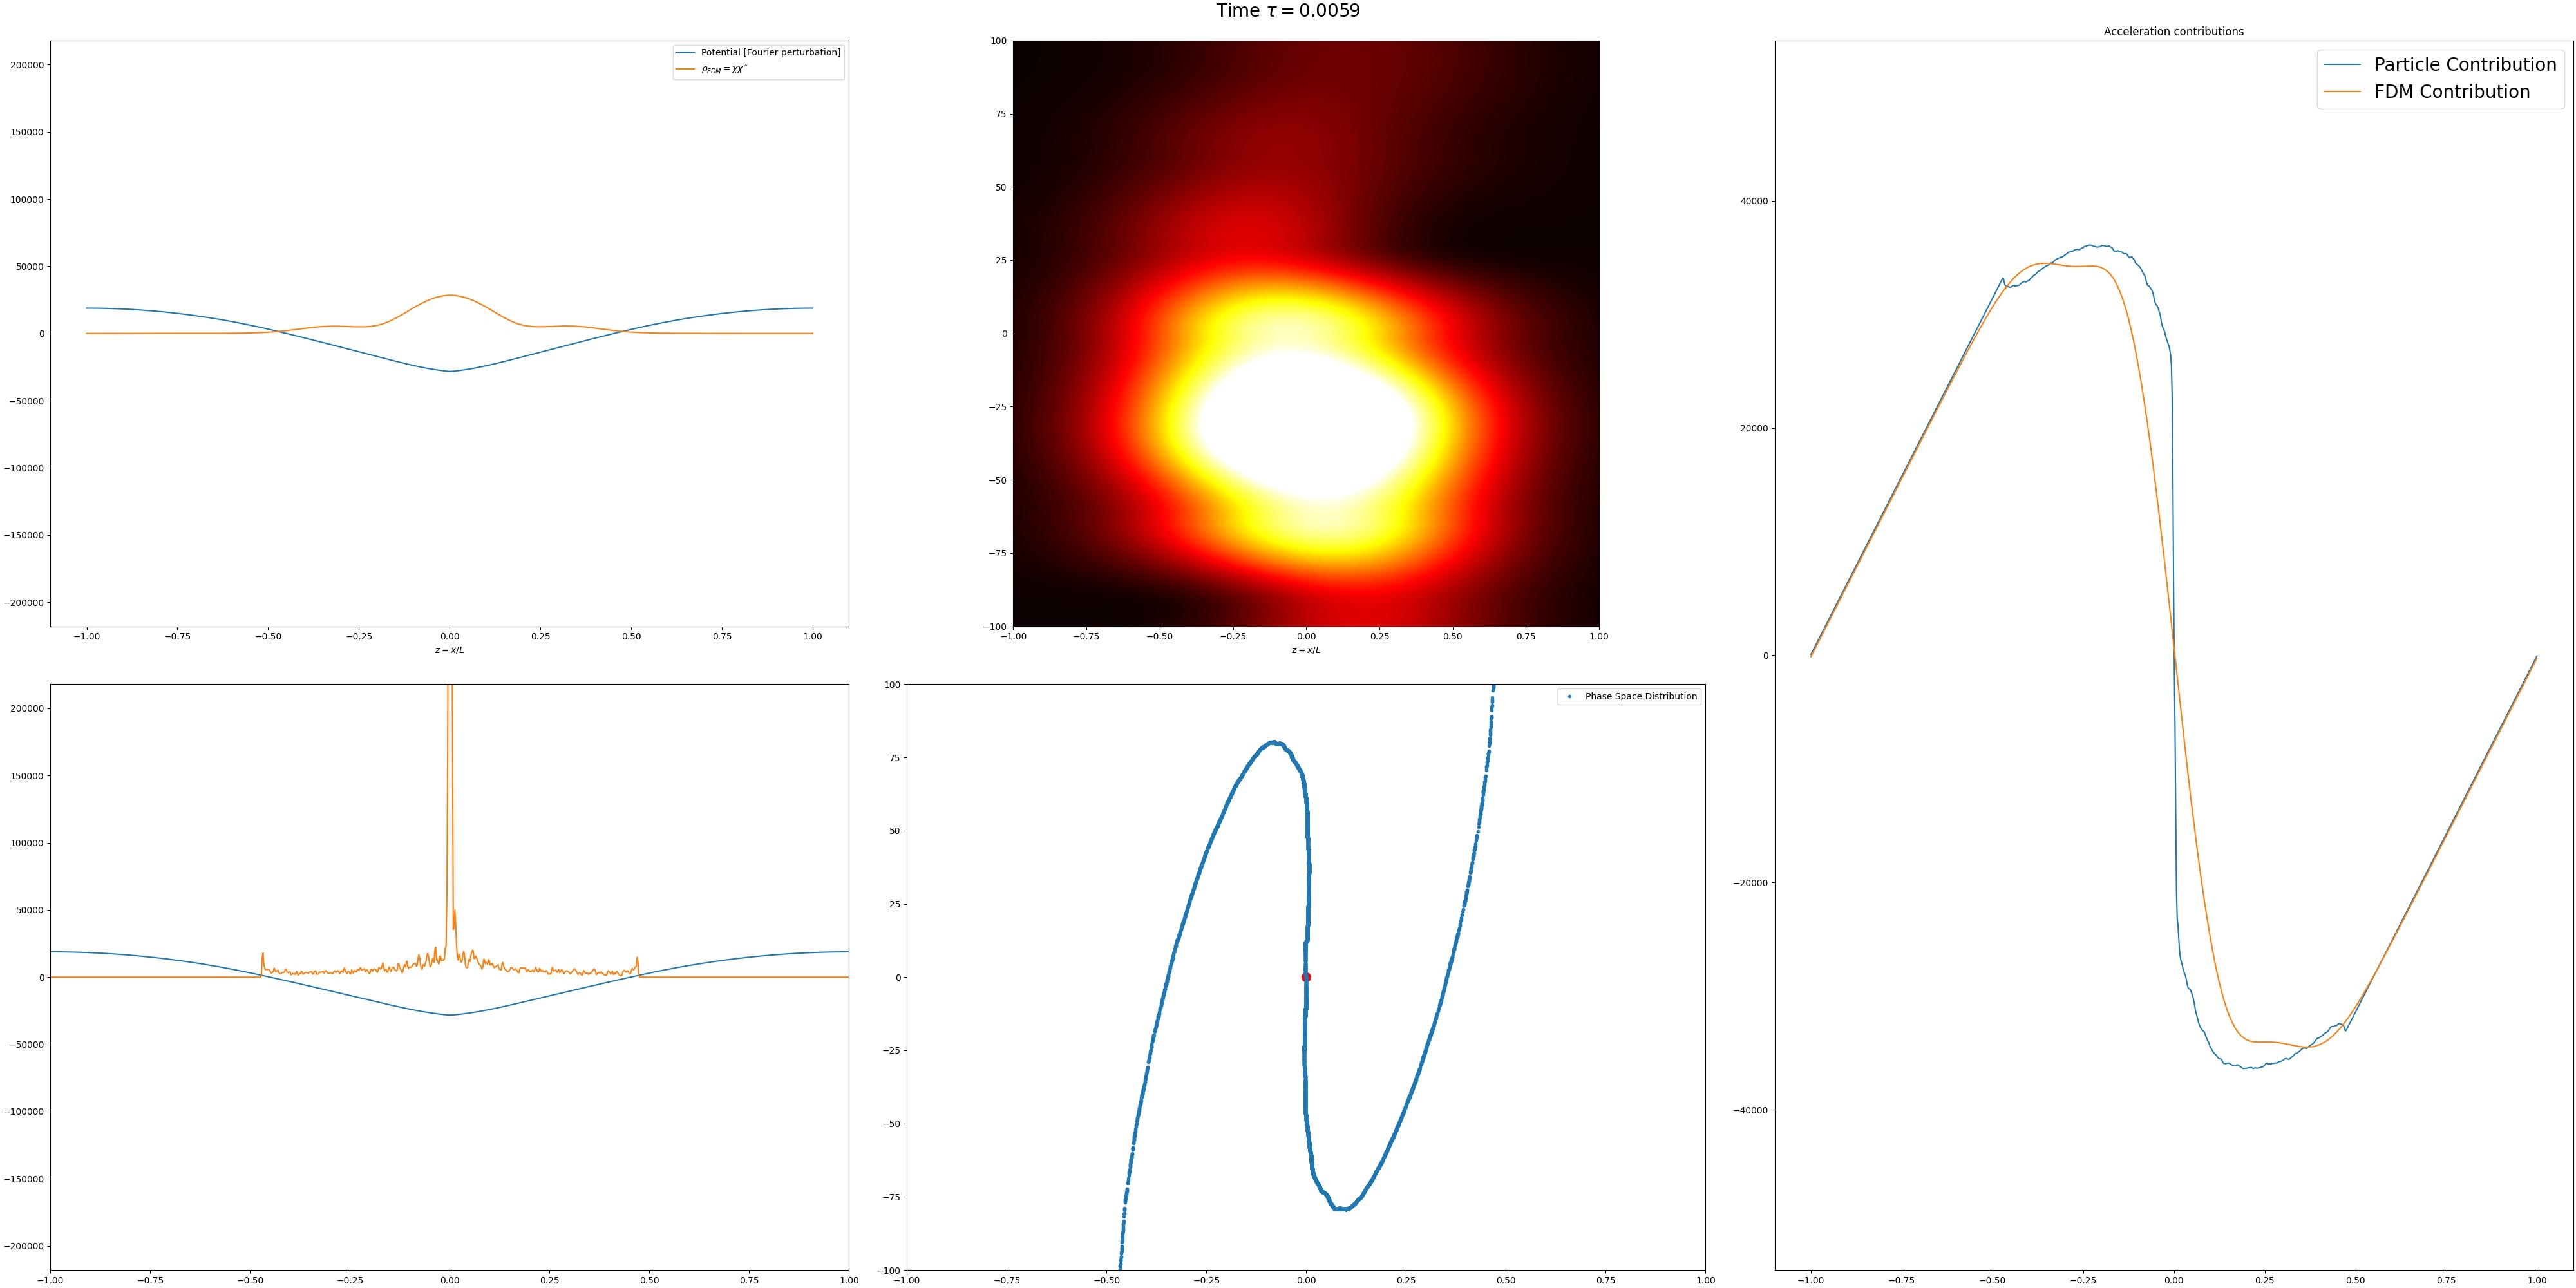 Time τ = 0.0059
Potential [Fourier perturbation]
ρ_FDM = χχ*
200000
150000
100000
50000
0
−50000
−100000
−150000
−200000
−1.00 −0.75 −0.50 −0.25 0.00 0.25 0.50 0.75 1.00
z = x/L
100
75
50
25
0
−25
−50
−75
−100
−1.00 −0.75 −0.50 −0.25 0.00 0.25 0.50 0.75 1.00
z = x/L
Acceleration contributions
Particle Contribution
FDM Contribution
40000
20000
0
−20000
−40000
−1.00 −0.75 −0.50 −0.25 0.00 0.25 0.50 0.75 1.00
200000
150000
100000
50000
0
−50000
−100000
−150000
−200000
−1.00 −0.75 −0.50 −0.25 0.00 0.25 0.50 0.75 1.00
Phase Space Distribution
100
75
50
25
0
−25
−50
−75
−100
−1.00 −0.75 −0.50 −0.25 0.00 0.25 0.50 0.75 1.00